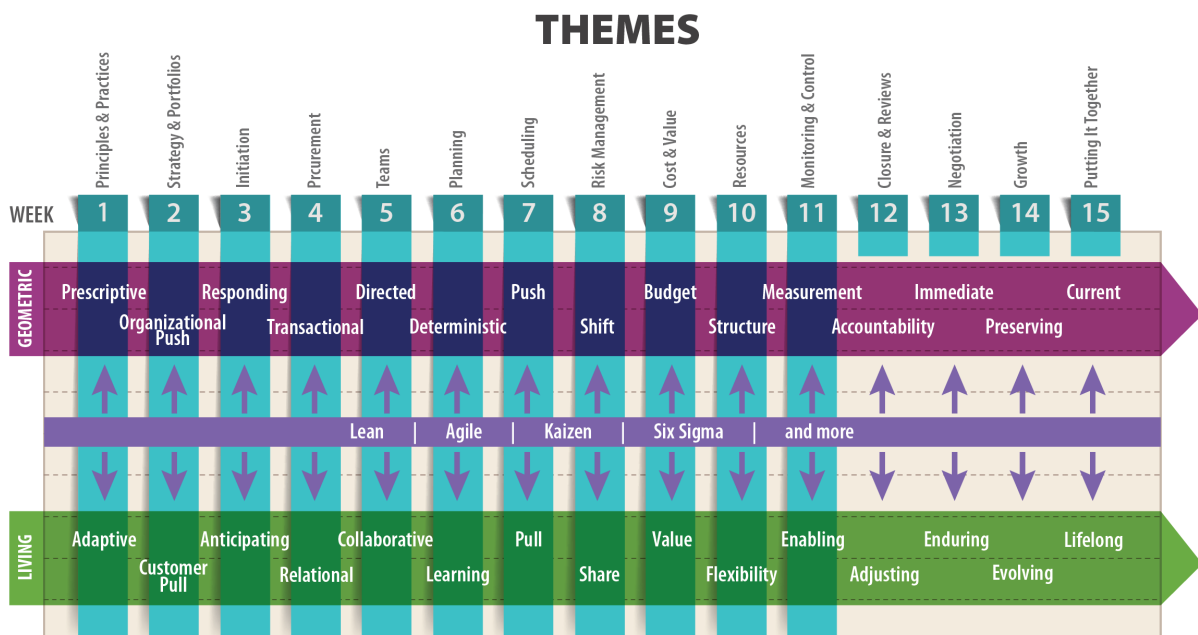 THEMES
Principles & Practices
Strategy & Portfolios
Initiation
Prcurement
Teams
Planning
Scheduling
Risk Management
Cost & Value
Resources
Monitoring & Control
Closure & Reviews
Negotiation
Growth
Putting It Together
WEEK 1 2 3 4 5 6 7 8 9 10 11 12 13 14 15
GEOMETRIC
Prescriptive Responding Directed Push Budget Measurement Immediate Current
Organizational
Push
Transactional Deterministic Shift Structure Accountability Preserving
Lean | Agile | Kaizen | Six Sigma | and more
LIVING
Adaptive Anticipating Collaborative Pull Value Enabling Enduring Lifelong
Customer
Pull
Relational Learning Share Flexibility Adjusting Evolving